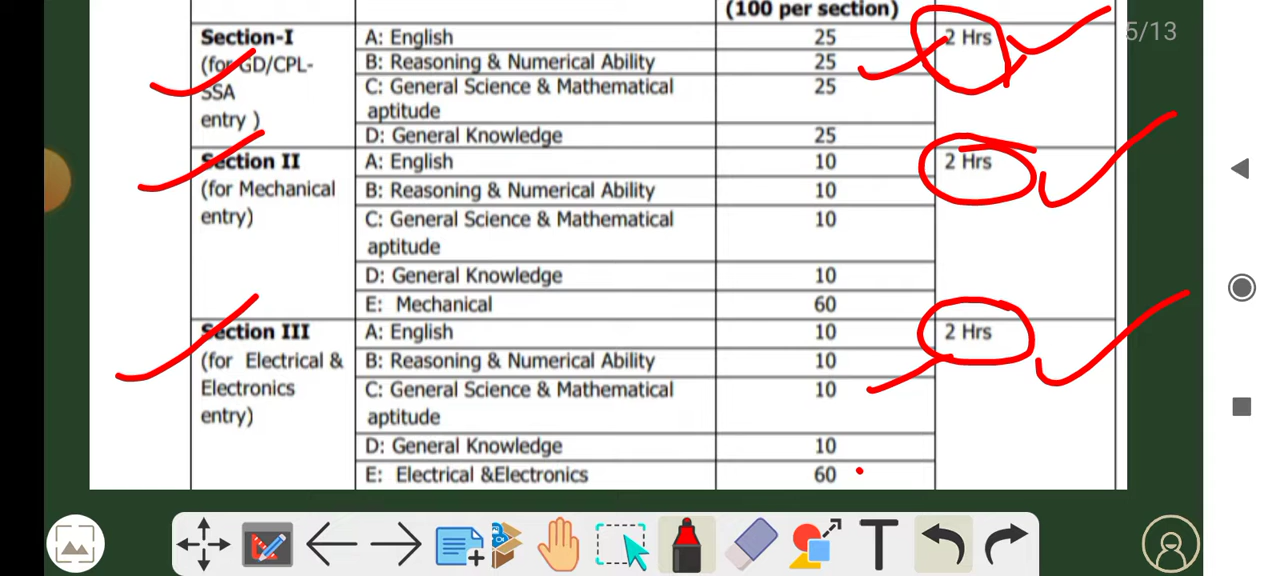 (100 per section)
5/13
Section-I A: English 25 2 Hrs
(for GD/CPL- B: Reasoning & Numerical Ability 25
SSA C: General Science & Mathematical 25
entry ) aptitude
D: General Knowledge 25
Section II A: English 10 2 Hrs
(for Mechanical B: Reasoning & Numerical Ability 10
entry) C: General Science & Mathematical 10
aptitude
D: General Knowledge 10
E: Mechanical 60
Section III A: English 10 2 Hrs
(for Electrical & B: Reasoning & Numerical Ability 10
Electronics C: General Science & Mathematical 10
entry) aptitude
D: General Knowledge 10
E: Electrical &Electronics 60
T